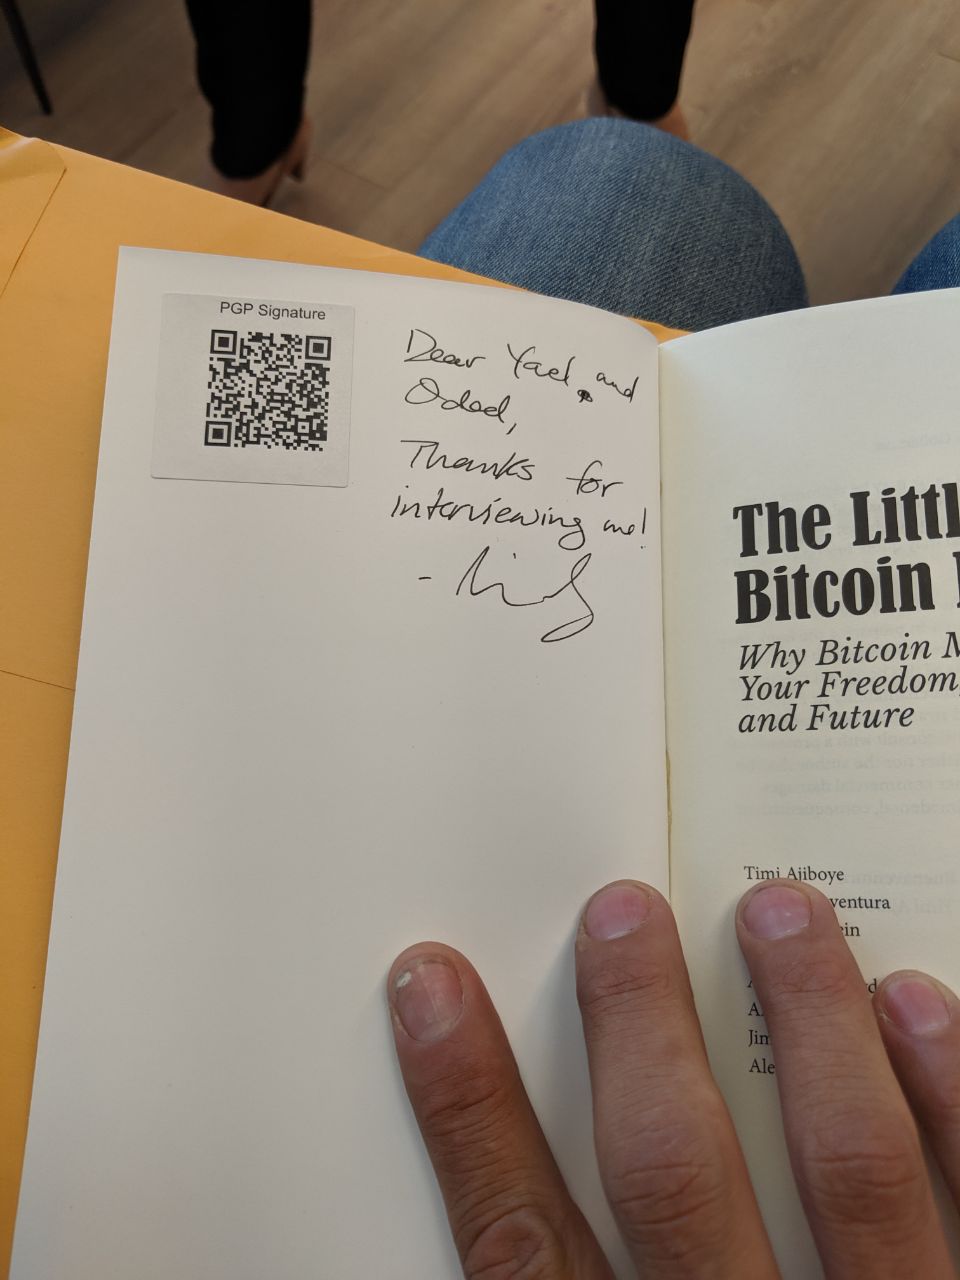 PGP Signature
Dear Yael and
Oded,
Thanks for
interviewing me!
The Littl
Bitcoin
Why Bitcoin M
Your Freedom,
and Future
Timi Ajiboye
ventura
ein
A
Jim
Ale